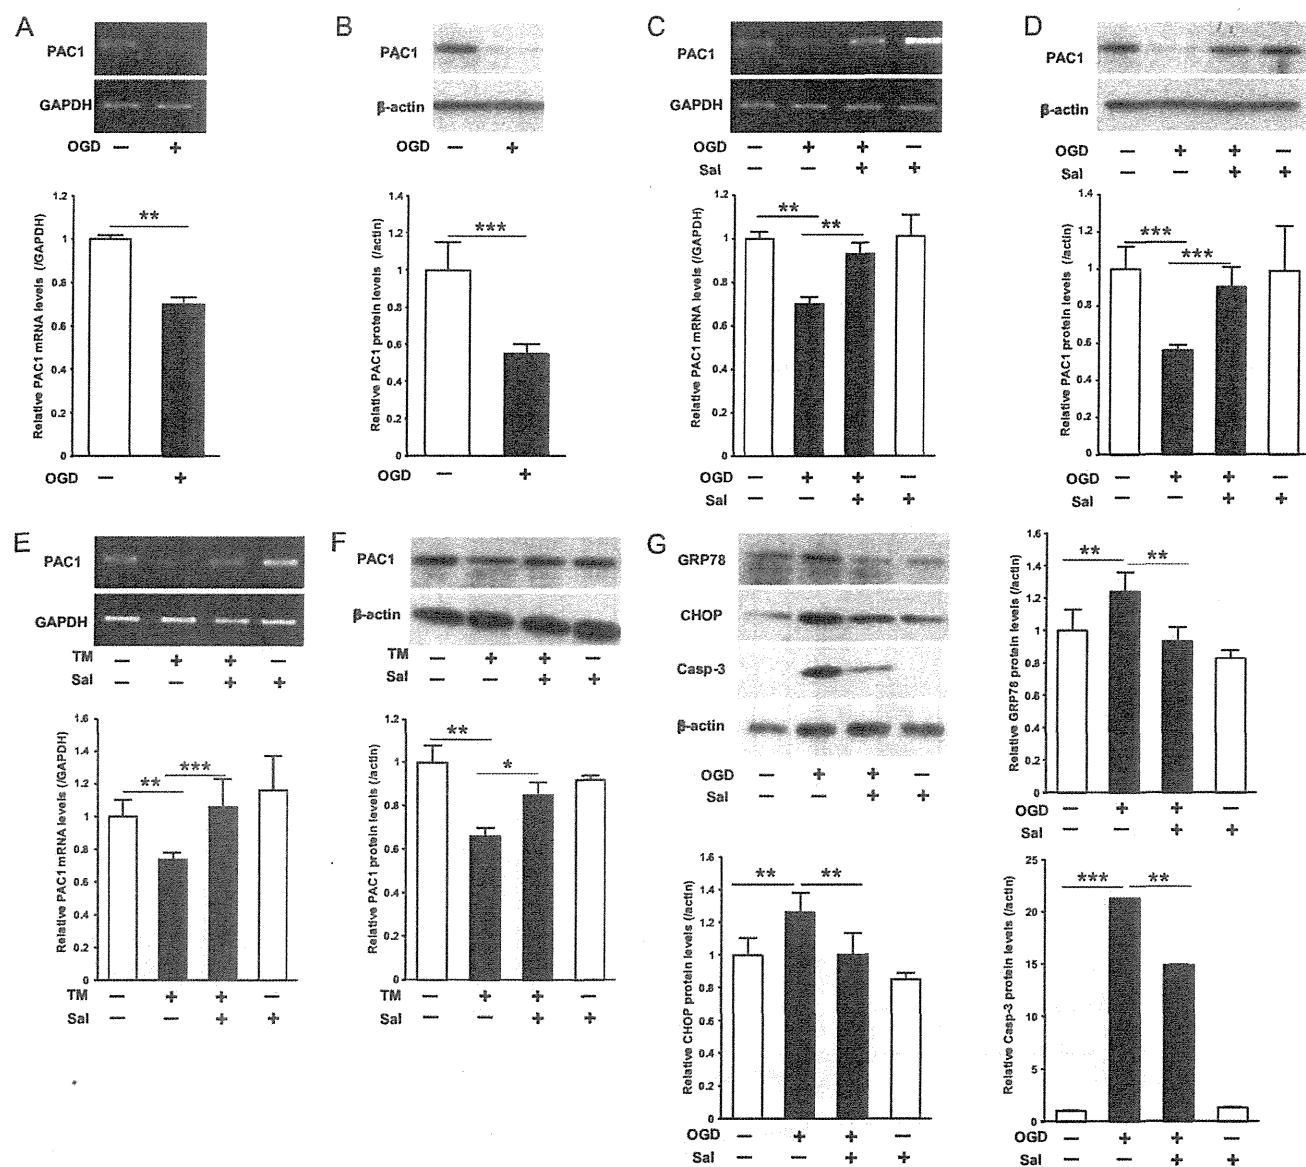 A
PAC1
GAPDH
OGD − +
Relative PAC1 mRNA levels (/GAPDH)
1.2
1
0.8
0.6
0.4
0.2
0
**
OGD − +
B
PAC1
β-actin
OGD − +
Relative PAC1 protein levels (/actin)
1.4
1.2
1
0.8
0.6
0.4
0.2
0
***
OGD − +
C
PAC1
GAPDH
OGD − + + −
Sal − − + +
Relative PAC1 mRNA levels (/GAPDH)
1.2
1
0.8
0.6
0.4
0.2
0
** **
OGD − + + −
Sal − − + +
D
PAC1
β-actin
OGD − + + −
Sal − − + +
Relative PAC1 protein levels (/actin)
1.4
1.2
1
0.8
0.6
0.4
0.2
0
*** ***
OGD − + + −
Sal − − + +
E
PAC1
GAPDH
TM − + + −
Sal − − + +
Relative PAC1 mRNA levels (/GAPDH)
1.6
1.4
1.2
1
0.8
0.6
0.4
0.2
0
** ***
TM − + + −
Sal − − + +
F
PAC1
β-actin
TM − + + −
Sal − − + +
Relative PAC1 protein levels (/actin)
1.2
1
0.8
0.6
0.4
0.2
0
** *
TM − + + −
Sal − − + +
G
GRP78
CHOP
Casp-3
β-actin
OGD − + + −
Sal − − + +
Relative GRP78 protein levels (/actin)
1.6
1.4
1.2
1
0.8
0.6
0.4
0.2
0
** **
OGD − + + −
Sal − − + +
Relative CHOP protein levels (/actin)
1.6
1.4
1.2
1
0.8
0.6
0.4
0.2
0
** **
OGD − + + −
Sal − − + +
Relative Casp-3 protein levels (/actin)
25
20
15
10
5
0
*** **
OGD − + + −
Sal − − + +